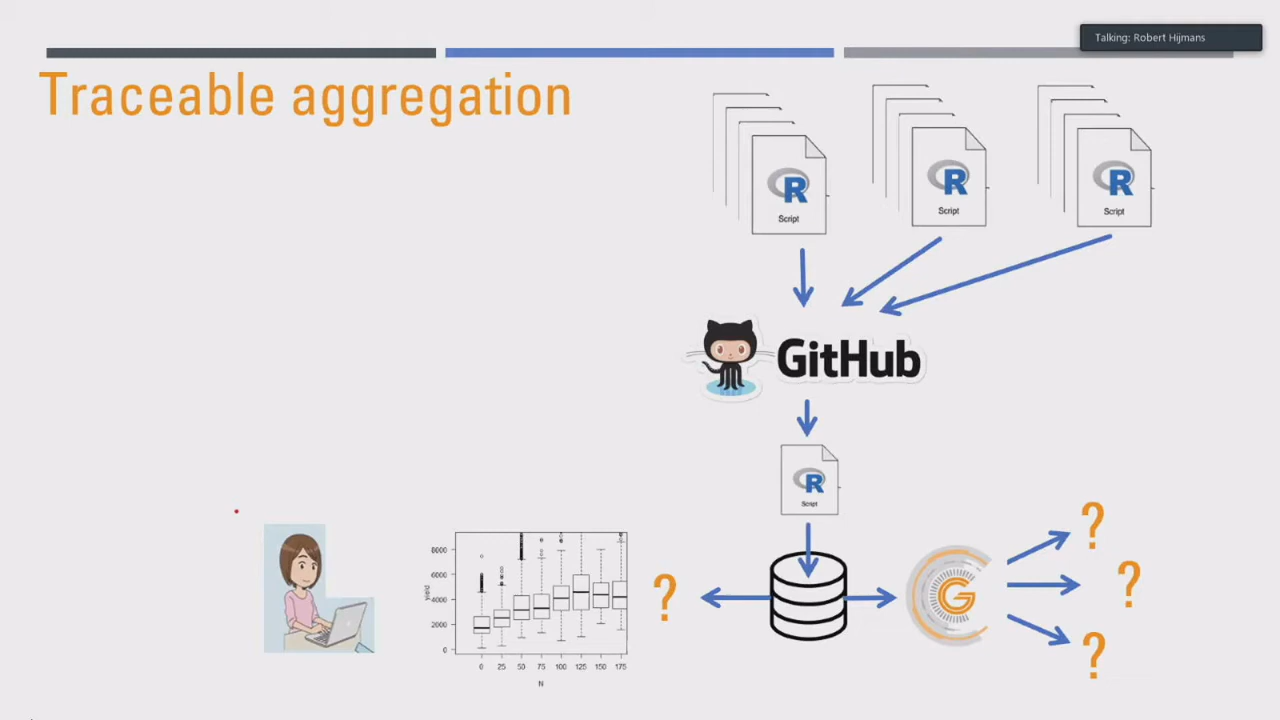 Talking: Robert Hijmans
Traceable aggregation
R
Script
R
Script
R
Script
GitHub
R
Script
?
?
?
?
G
8000
6000
4000
2000
0
yield
0 25 50 75 100 125 150 175
N